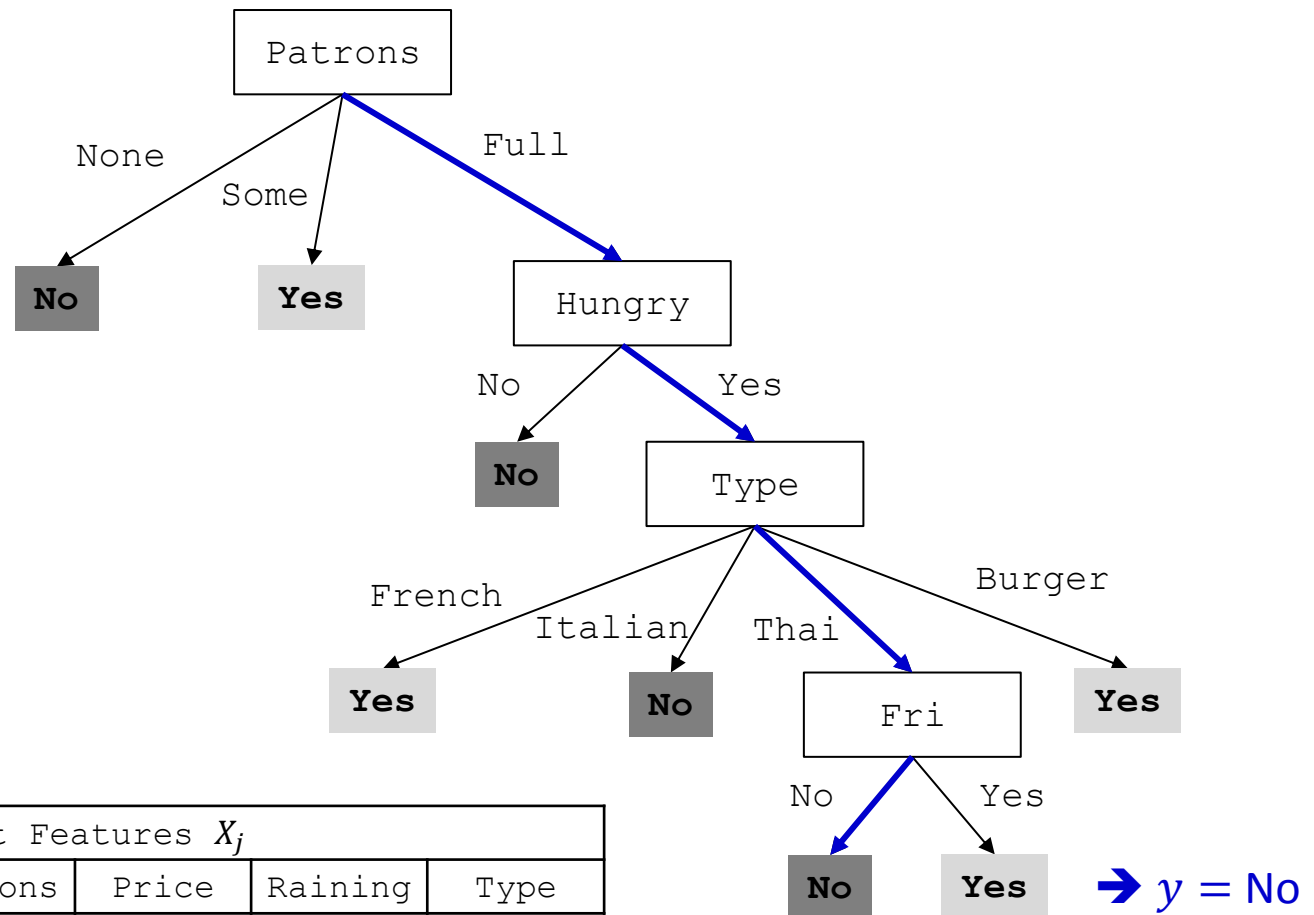 Patrons
None
Some
Full
No
Yes
Hungry
No
Yes
No
Type
French
Italian
Thai
Burger
Yes
No
Fri
Yes
No
Yes
No
Yes
➔ y = No
Features Xj
Price
Raining
Type